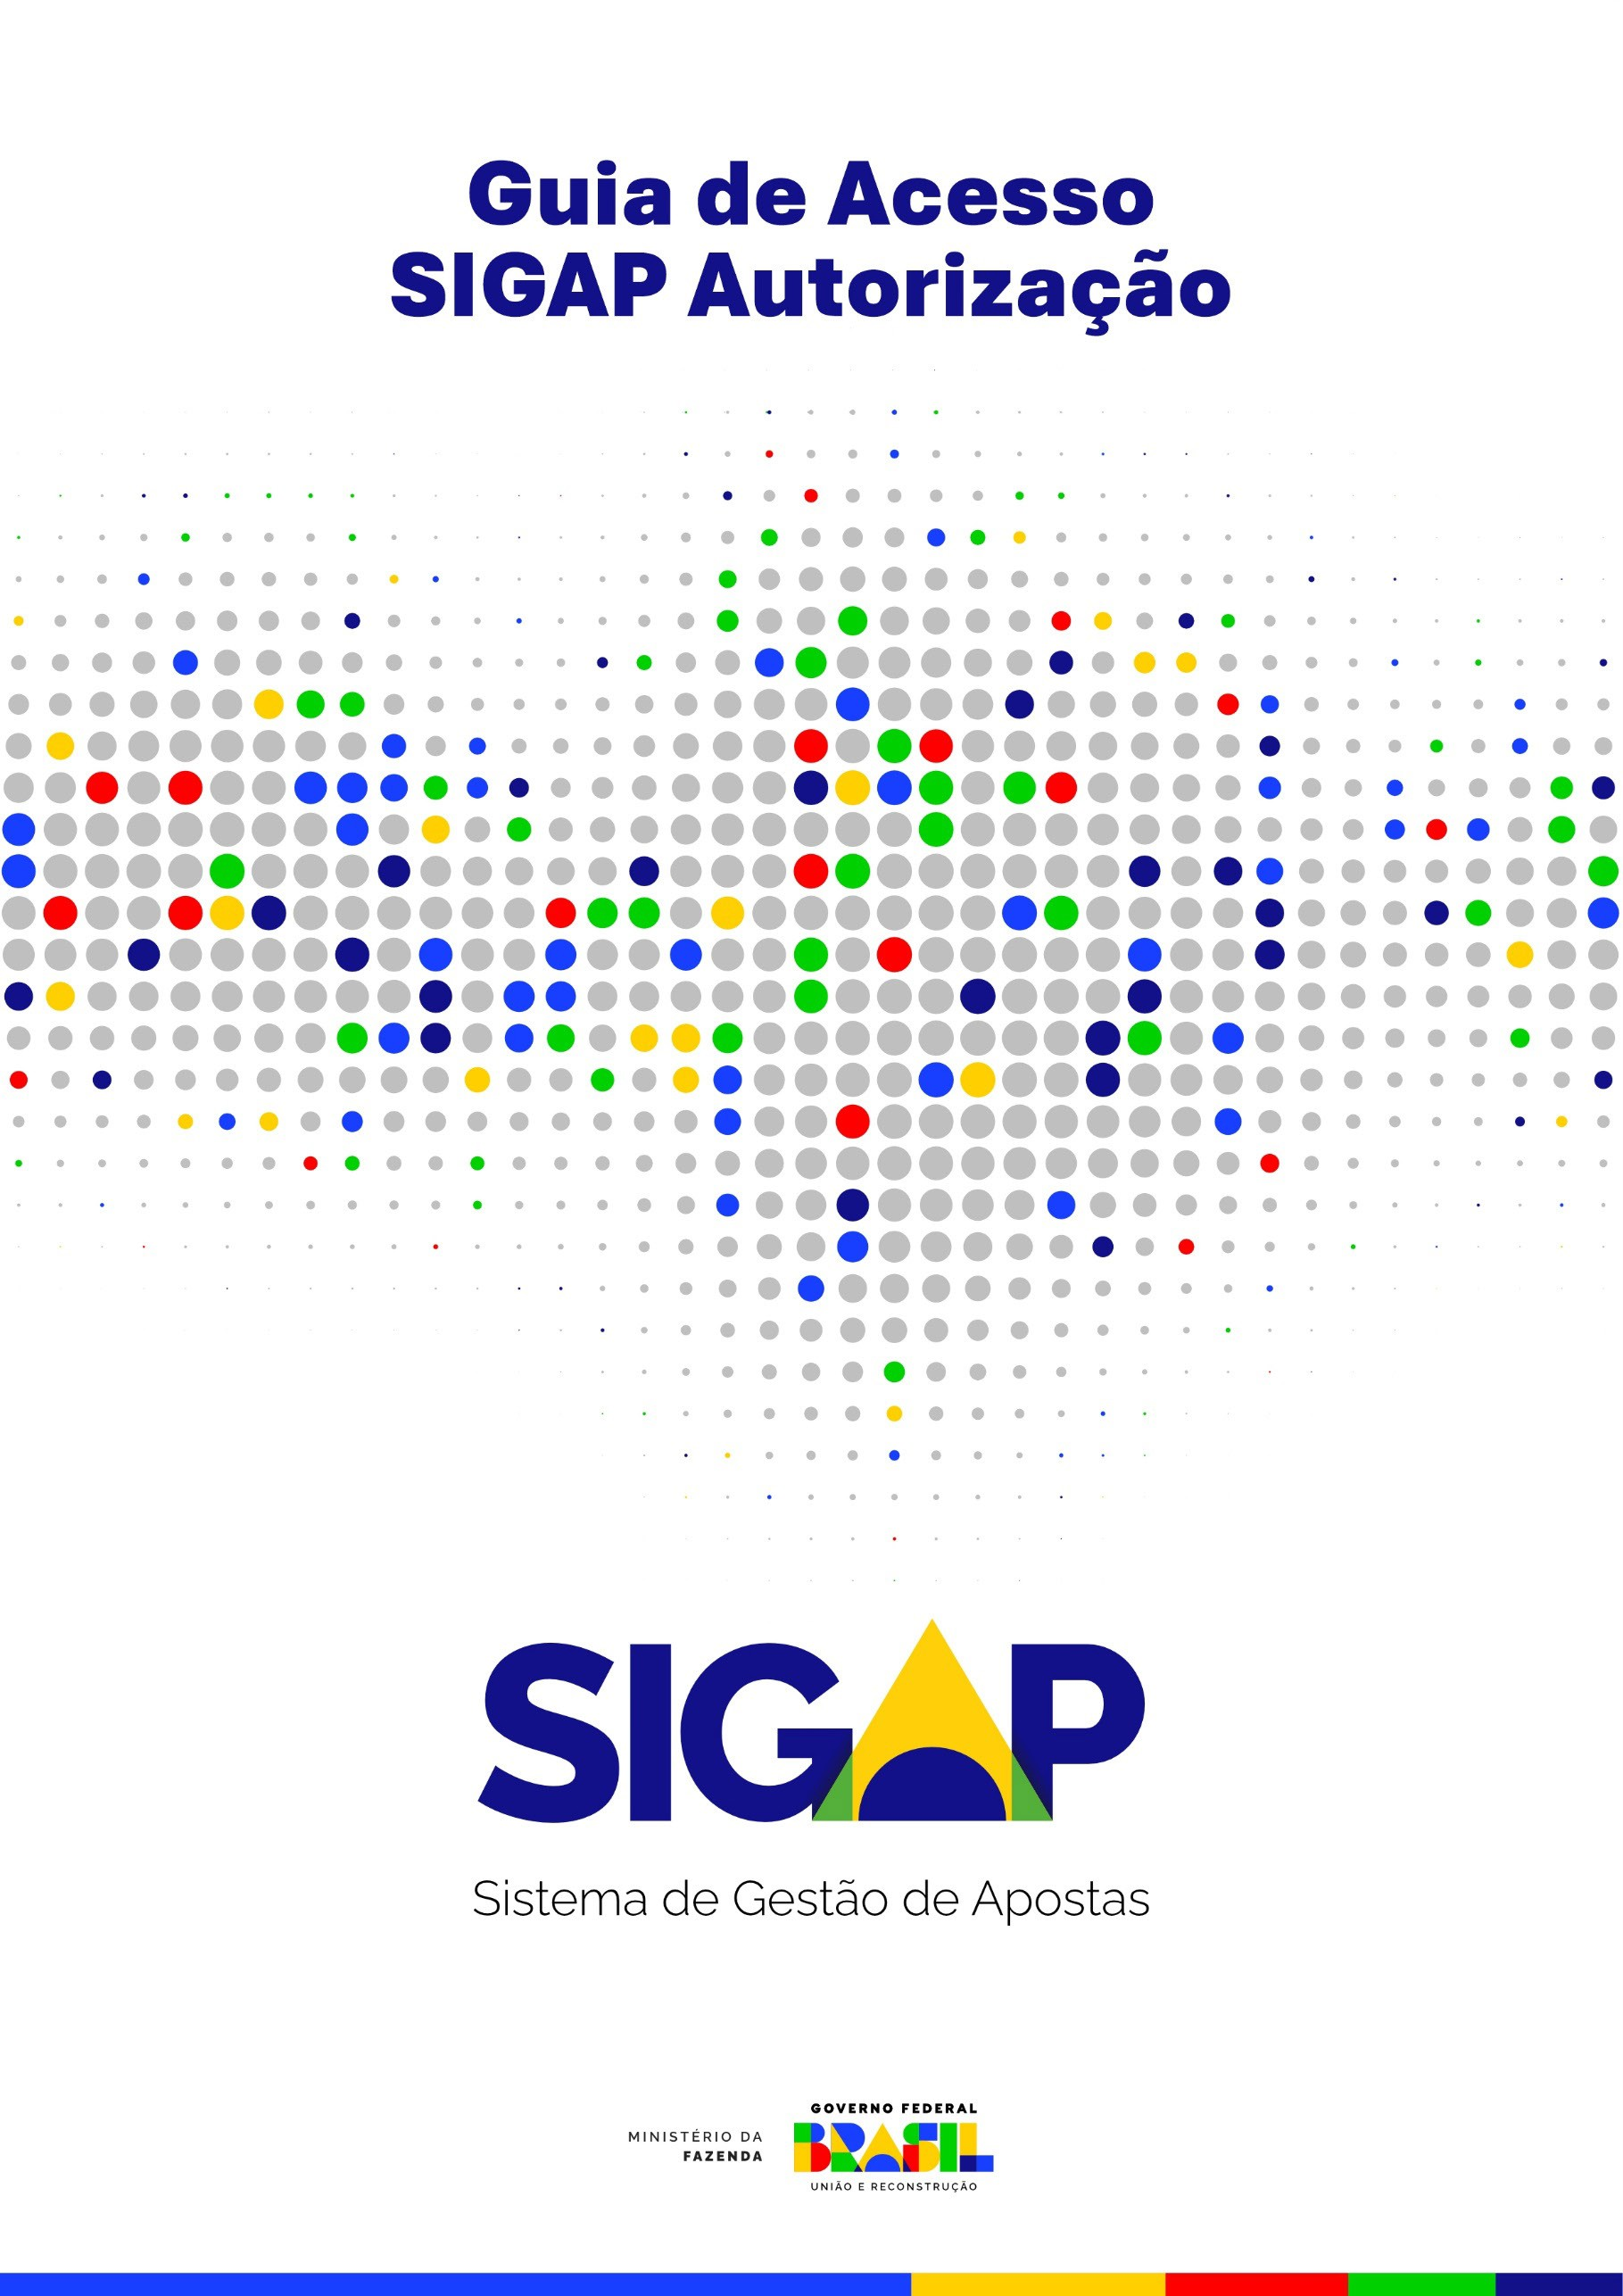 Guia de Acesso
SIGAP Autorização
SIGAP
Sistema de Gestão de Apostas
MINISTÉRIO DA
FAZENDA
GOVERNO FEDERAL
BRASIL
UNIÃO E RECONSTRUÇÃO